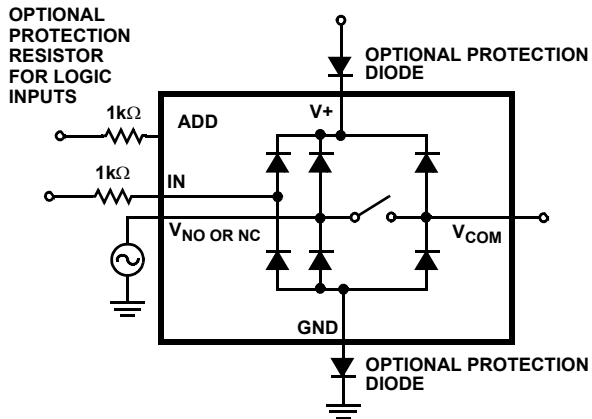 OPTIONAL
PROTECTION
RESISTOR
FOR LOGIC
INPUTS
OPTIONAL PROTECTION
DIODE
1kΩ
ADD
V+
1kΩ
IN
VNO OR NC
VCOM
GND
OPTIONAL PROTECTION
DIODE